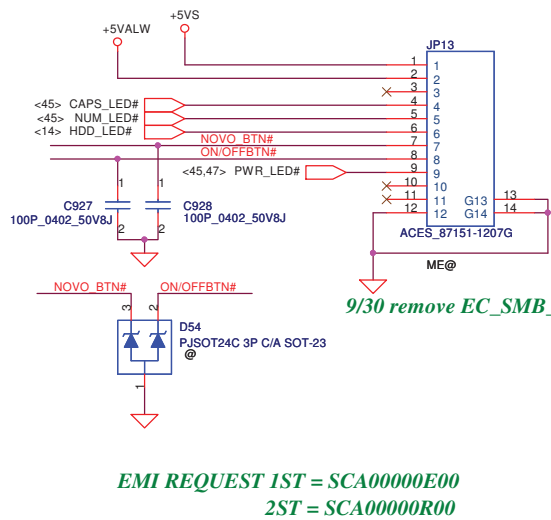 +5VS
+5VALW
JP13
1 1
2 2
3 3
<45> CAPS_LED# 4 4
<45> NUM_LED# 5 5
<14> HDD_LED# 6 6
NOVO_BTN# 7 7
ON/OFFBTN# 8 8
<45,47> PWR_LED# 9 9
10 10
11 11 G13 13
12 12 G14 14
ACES_87151-1207G
ME@
1 1
C927 C928
100P_0402_50V8J 100P_0402_50V8J
2 2
9/30 remove EC_SMB_
NOVO_BTN# ON/OFFBTN#
3 2
D54
PJSOT24C 3P C/A SOT-23
@
1
EMI REQUEST 1ST = SCA00000E00
2ST = SCA00000R00